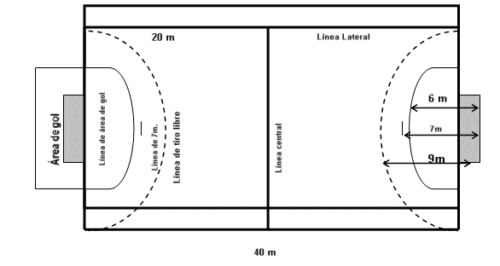 20 m
Línea Lateral
Área de gol
Línea de área de gol
Línea de 7m.
Línea de tiro libre
Línea central
6 m
7m
9m
40 m